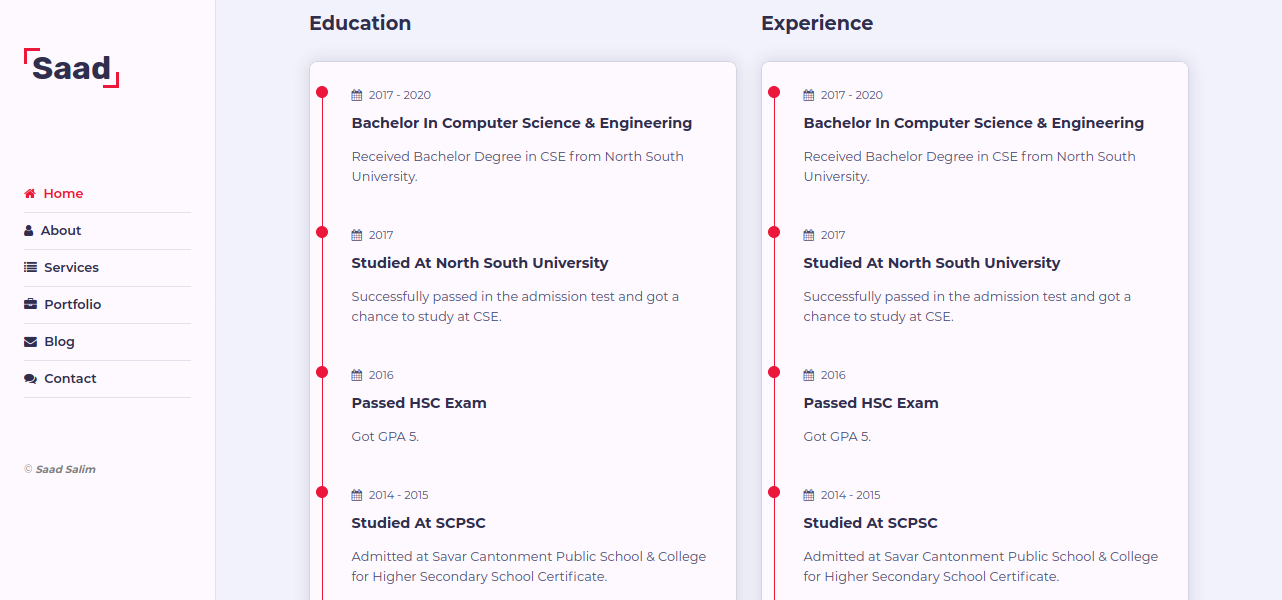 Saad
Home
About
Services
Portfolio
Blog
Contact
© Saad Salim
Education
2017 - 2020
Bachelor In Computer Science & Engineering
Received Bachelor Degree in CSE from North South
University.
2017
Studied At North South University
Successfully passed in the admission test and got a
chance to study at CSE.
2016
Passed HSC Exam
Got GPA 5.
2014 - 2015
Studied At SCPSC
Admitted at Savar Cantonment Public School & College
for Higher Secondary School Certificate.
Experience
2017 - 2020
Bachelor In Computer Science & Engineering
Received Bachelor Degree in CSE from North South
University.
2017
Studied At North South University
Successfully passed in the admission test and got a
chance to study at CSE.
2016
Passed HSC Exam
Got GPA 5.
2014 - 2015
Studied At SCPSC
Admitted at Savar Cantonment Public School & College
for Higher Secondary School Certificate.